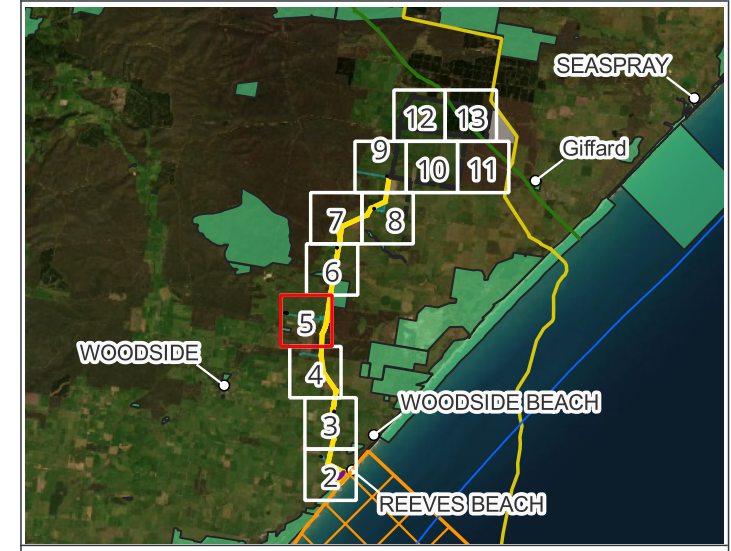 SEASPRAY
12 13
Giffard
9
10 11
7 8
6
5
WOODSIDE
4
WOODSIDE BEACH
3
2
REEVES BEACH